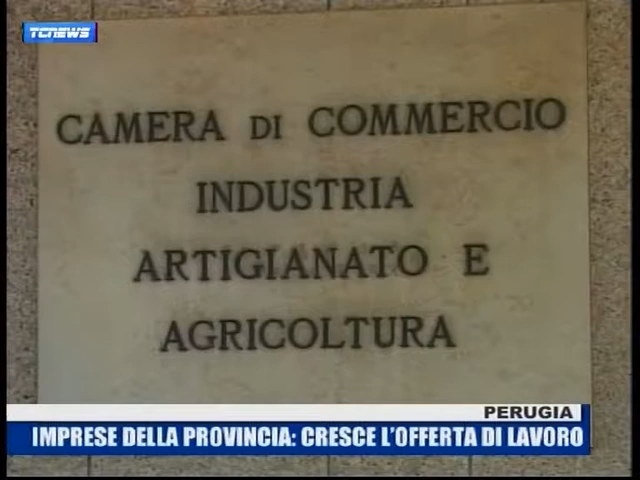 TCNEWS
CAMERA DI COMMERCIO
INDUSTRIA
ARTIGIANATO E
AGRICOLTURA
PERUGIA
IMPRESE DELLA PROVINCIA: CRESCE L'OFFERTA DI LAVORO